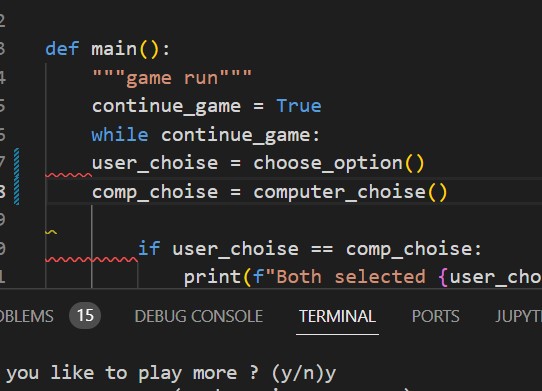 2
3 def main():
4 """game run"""
5 continue_game = True
6 while continue_game:
7 user_choise = choose_option()
8 comp_choise = computer_choise()
9
0 if user_choise == comp_choise:
1 print(f"Both selected {user_cho
OBLEMS 15 DEBUG CONSOLE TERMINAL PORTS JUPYT
you like to play more ? (y/n)y